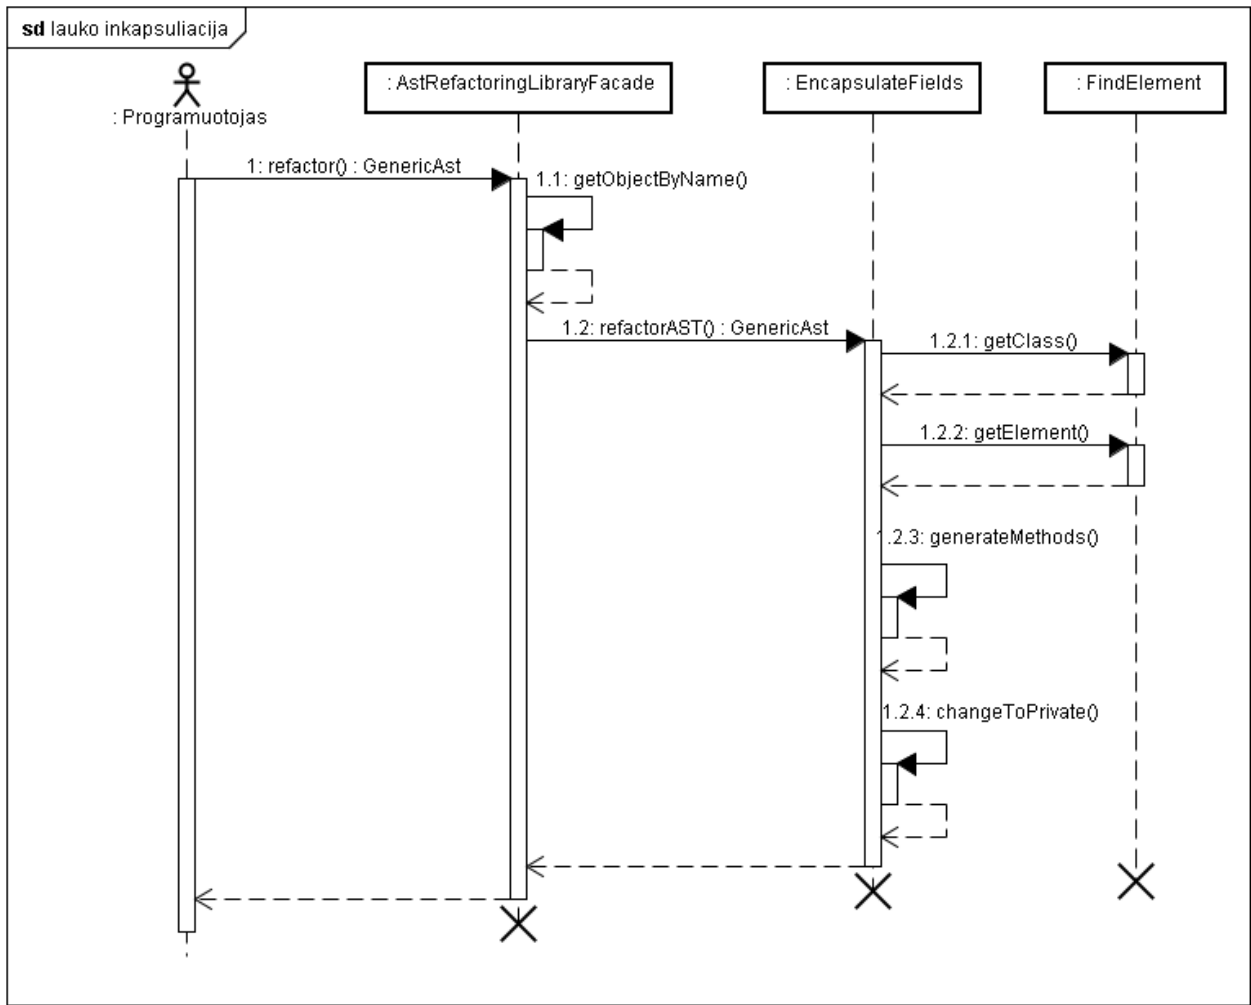 sd lauko inkapsuliacija
: Programuotojas
: AstRefactoringLibraryFacade
: EncapsulateFields
: FindElement
1: refactor() : GenericAst
1.1: getObjectByName()
1.2: refactorAST() : GenericAst
1.2.1: getClass()
1.2.2: getElement()
1.2.3: generateMethods()
1.2.4: changeToPrivate()